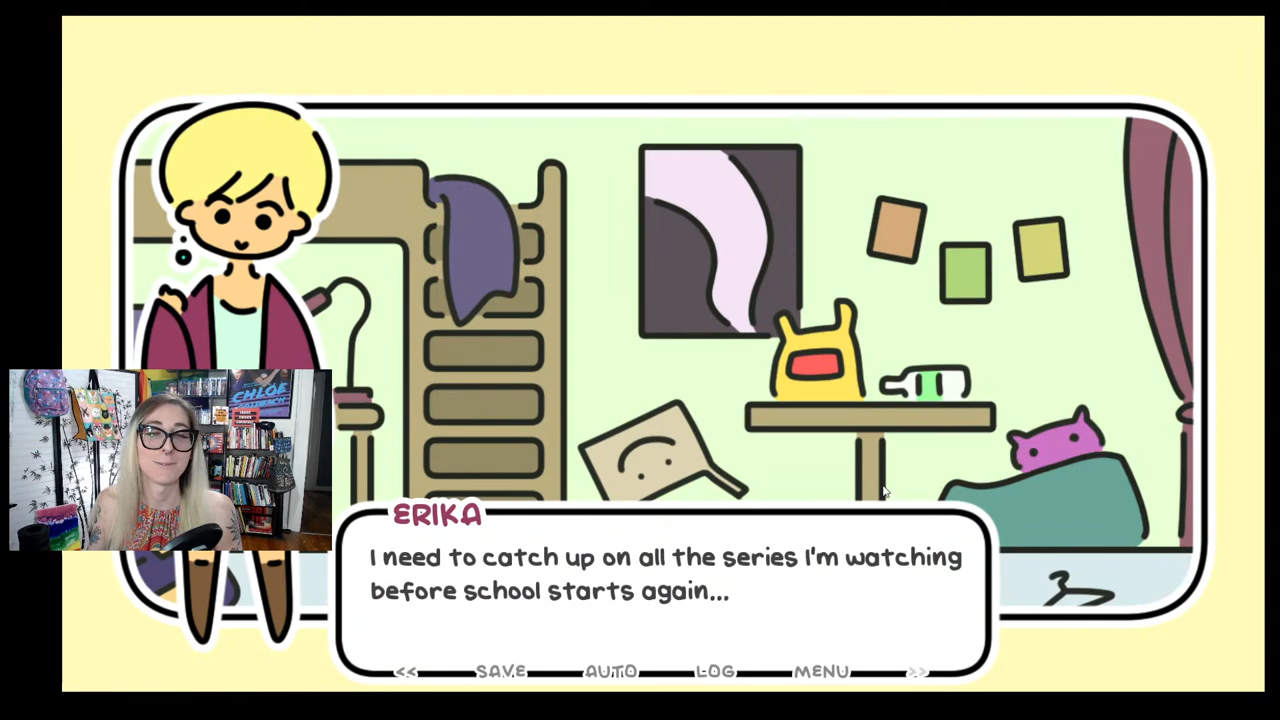 CHLOE
ERIKA
I need to catch up on all the series I'm watching
before school starts again...
<< SAVE AUTO LOG MENU >>